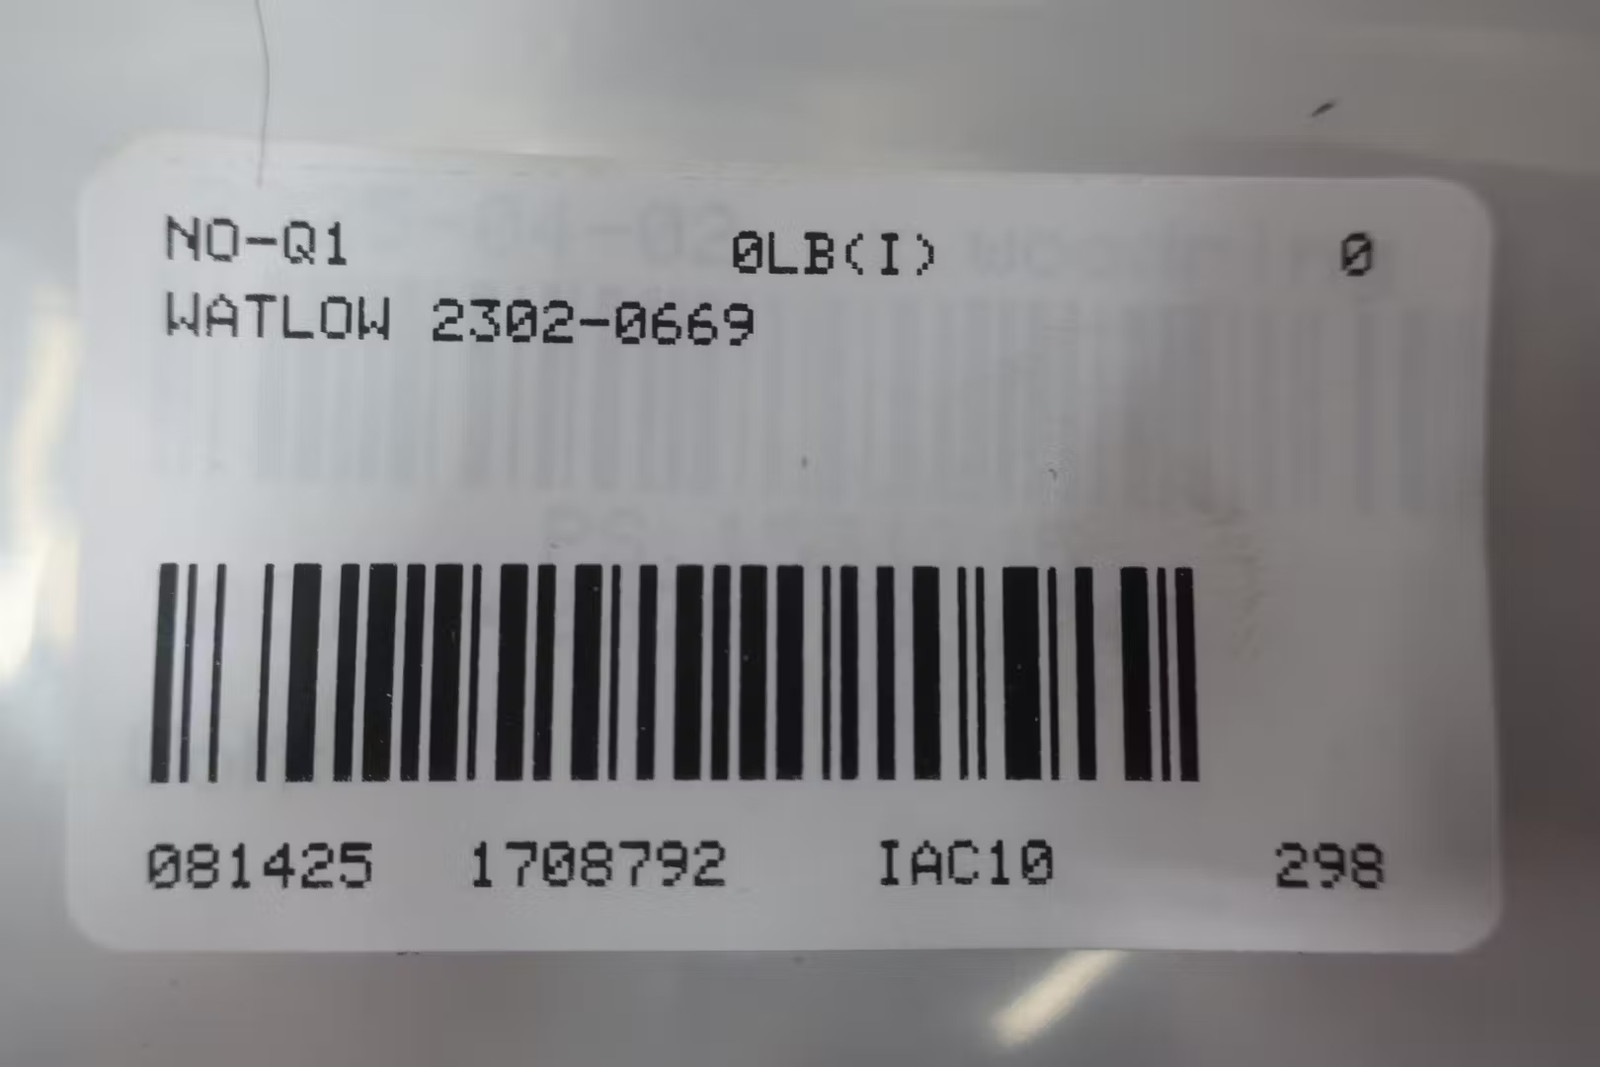 NO-Q1 0LB(I) 0
WATLOW 2302-0669
081425 1708792 IAC10 298